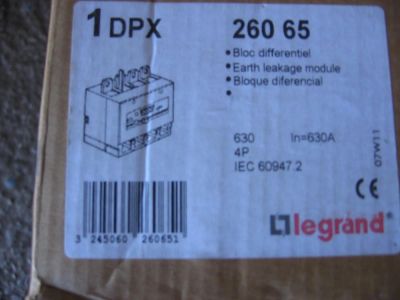 1 DPX
260 65
• Bloc differentiel
• Earth leakage module
• Bloque diferencial
•
630 In=630A
4P
IEC 60947.2
07W11
CE
legrand®
3 245060 260651